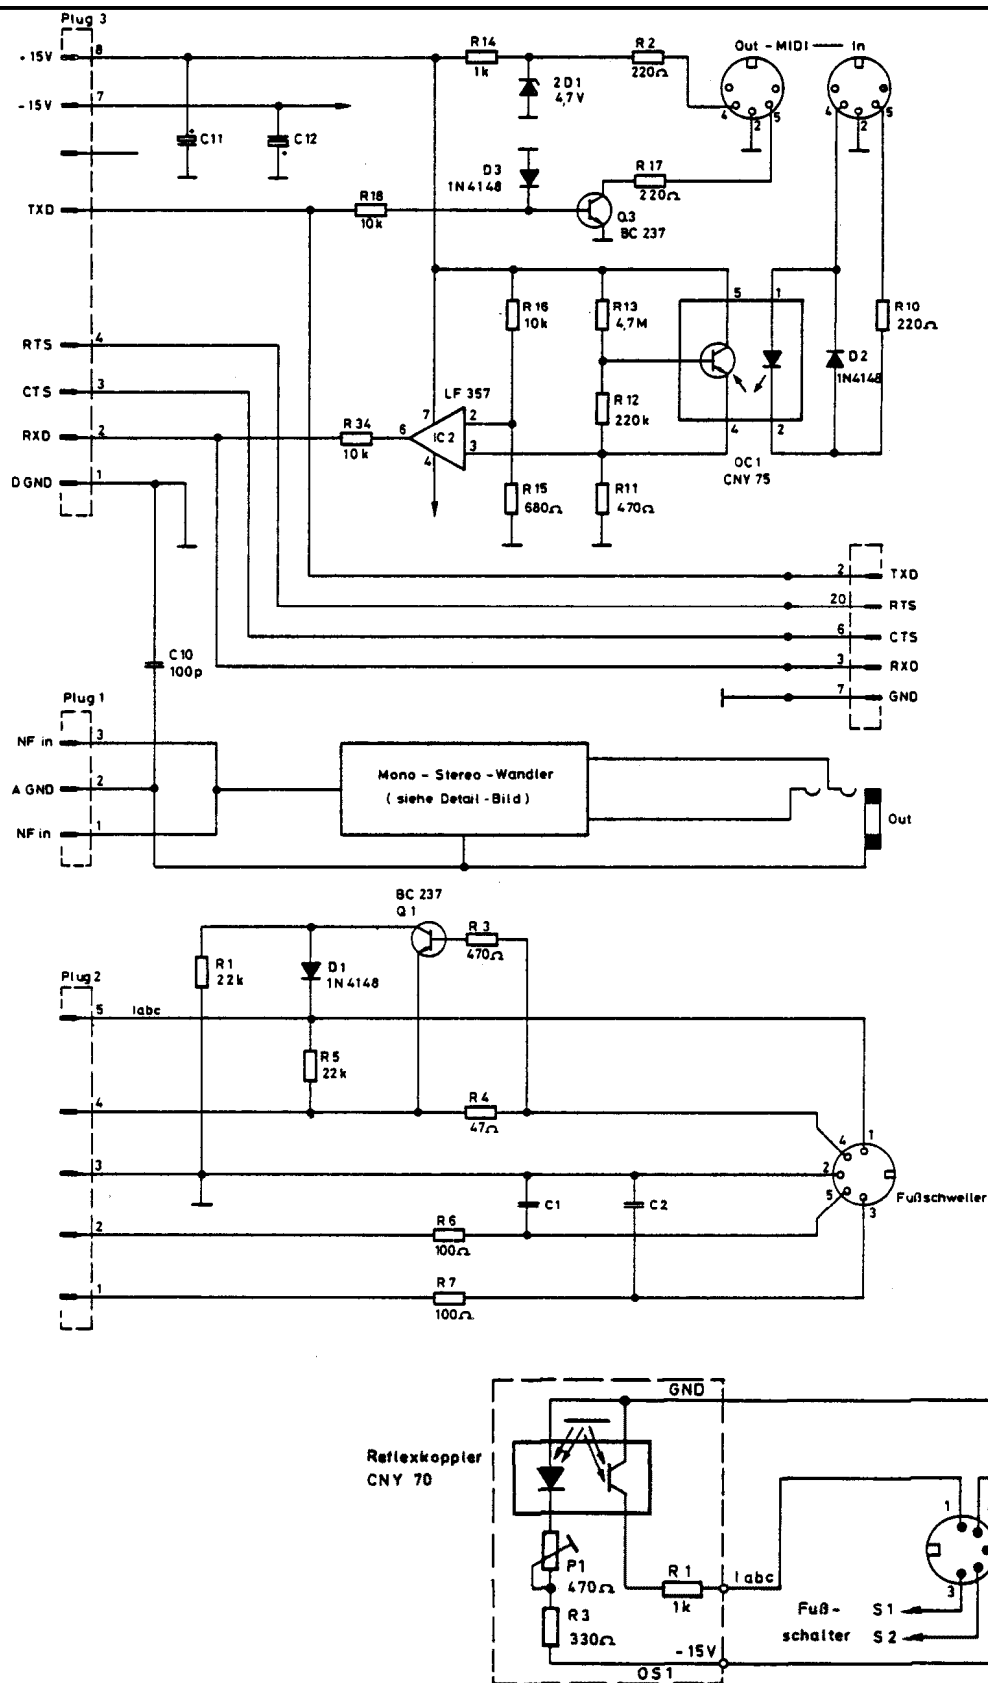 Plug 3
8
+15V
R14
1k
R2
220Ω
Out - MIDI — In
7
-15V
2D1
4,7V
4
2
5
4
2
5
+
C11
C12
+
D3
1N4148
R17
220Ω
TXD
R18
10k
Q3
BC 237
R16
10k
R13
4,7M
5
1
R10
220Ω
RTS
4
D2
1N4148
CTS
3
LF 357
R12
220k
RXD
2
R34
10k
6
7
IC2
4
2
3
4
2
OC1
CNY 75
DGND
1
R15
680Ω
R11
470Ω
2
TXD
20
RTS
6
CTS
3
RXD
7
GND
C10
100p
Plug 1
NF in
3
A GND
2
NF in
1
Mono - Stereo - Wandler
( siehe Detail - Bild )
Out
BC 237
Q1
R3
470Ω
R1
22k
D1
1N4148
Plug 2
5
Iabc
R5
22k
4
R4
47Ω
4
1
3
2
5
3
Fußschweller
C1
C2
2
R6
100Ω
1
R7
100Ω
GND
Reflexkoppler
CNY 70
1
P1
470Ω
R1
1k
Iabc
3
R3
330Ω
Fuß-
schalter
S1
S2
-15V
OS1